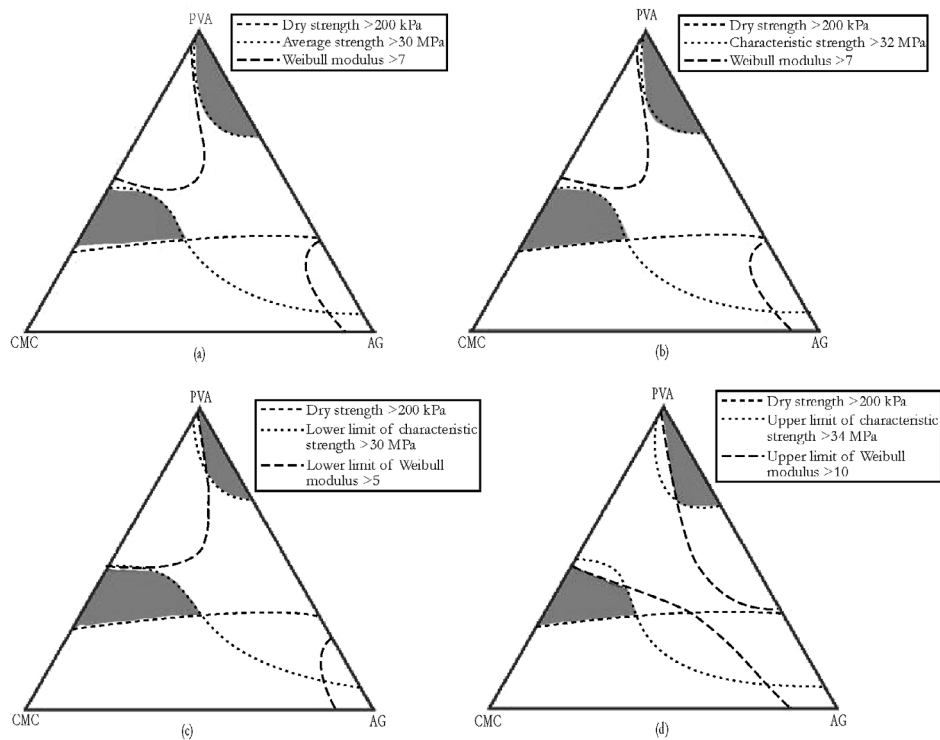 PVA
Dry strength >200 kPa
Average strength >30 MPa
Weibull modulus >7
CMC
AG
(a)
PVA
Dry strength >200 kPa
Characteristic strength >32 MPa
Weibull modulus >7
CMC
AG
(b)
PVA
Dry strength >200 kPa
Lower limit of characteristic
strength >30 MPa
Lower limit of Weibull
modulus >5
CMC
AG
(c)
PVA
Dry strength >200 kPa
Upper limit of characteristic
strength >34 MPa
Upper limit of Weibull
modulus >10
CMC
AG
(d)